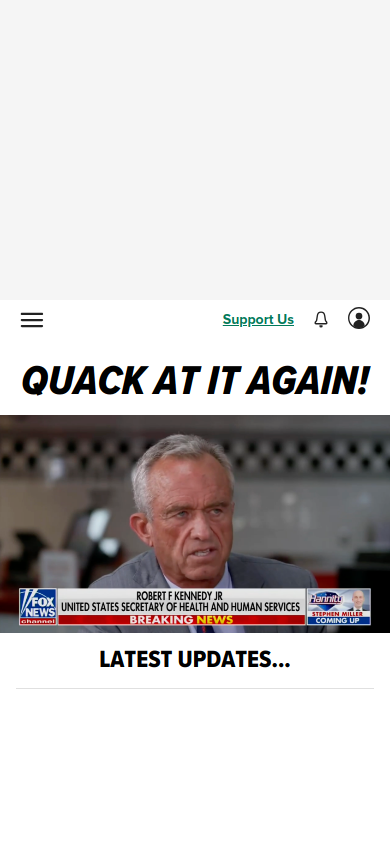 Support Us
QUACK AT IT AGAIN!
FOX
NEWS
channel
ROBERT F KENNEDY JR
UNITED STATES SECRETARY OF HEALTH AND HUMAN SERVICES
BREAKING NEWS
Hannity
STEPHEN MILLER
COMING UP
LATEST UPDATES...